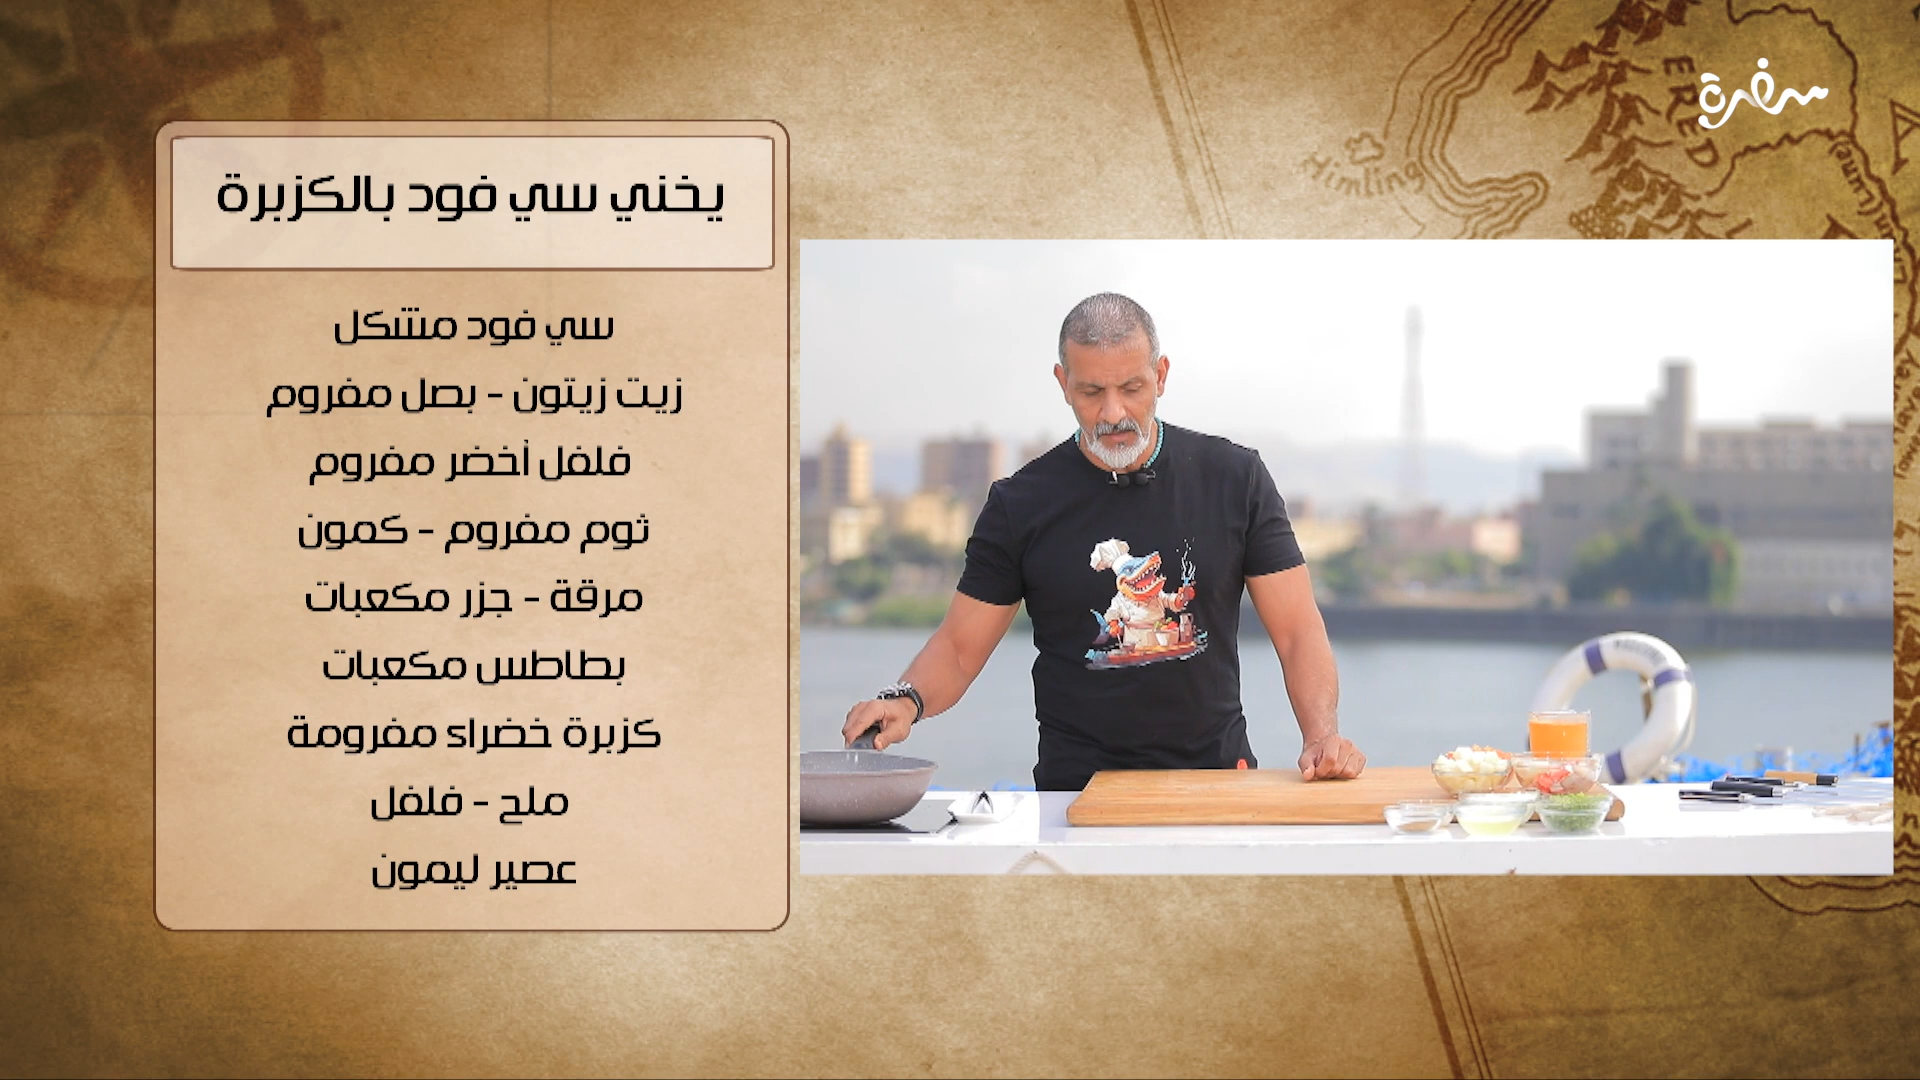 سفرة
يخني سي فود بالكزبرة
سي فود مشكل
زيت زيتون - بصل مفروم
فلفل أخضر مفروم
ثوم مفروم - كمون
مرقة - جزر مكعبات
بطاطس مكعبات
كزبرة خضراء مفرومة
ملح - فلفل
عصير ليمون
Himling